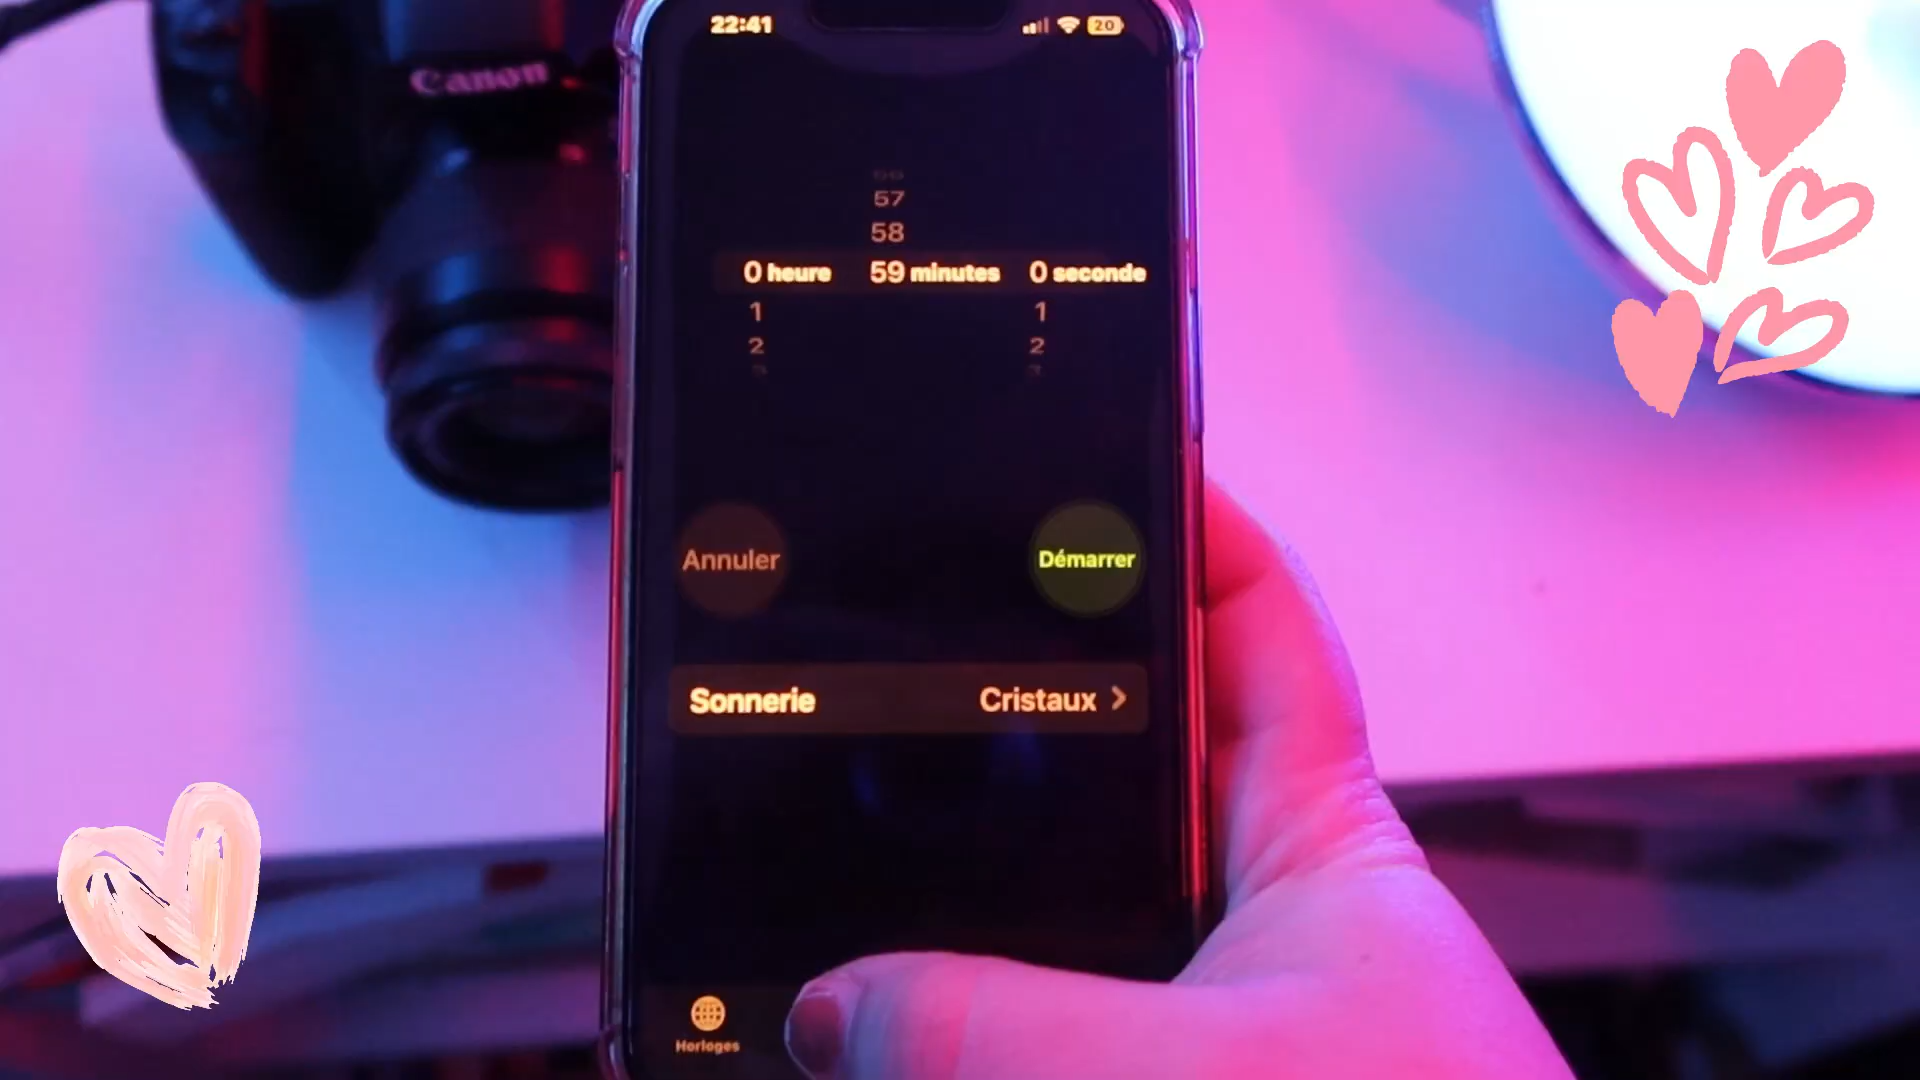 22:41
20
Canon
57
58
0 heure 59 minutes 0 seconde
1 1
2 2
Annuler Démarrer
Sonnerie Cristaux
Horloges